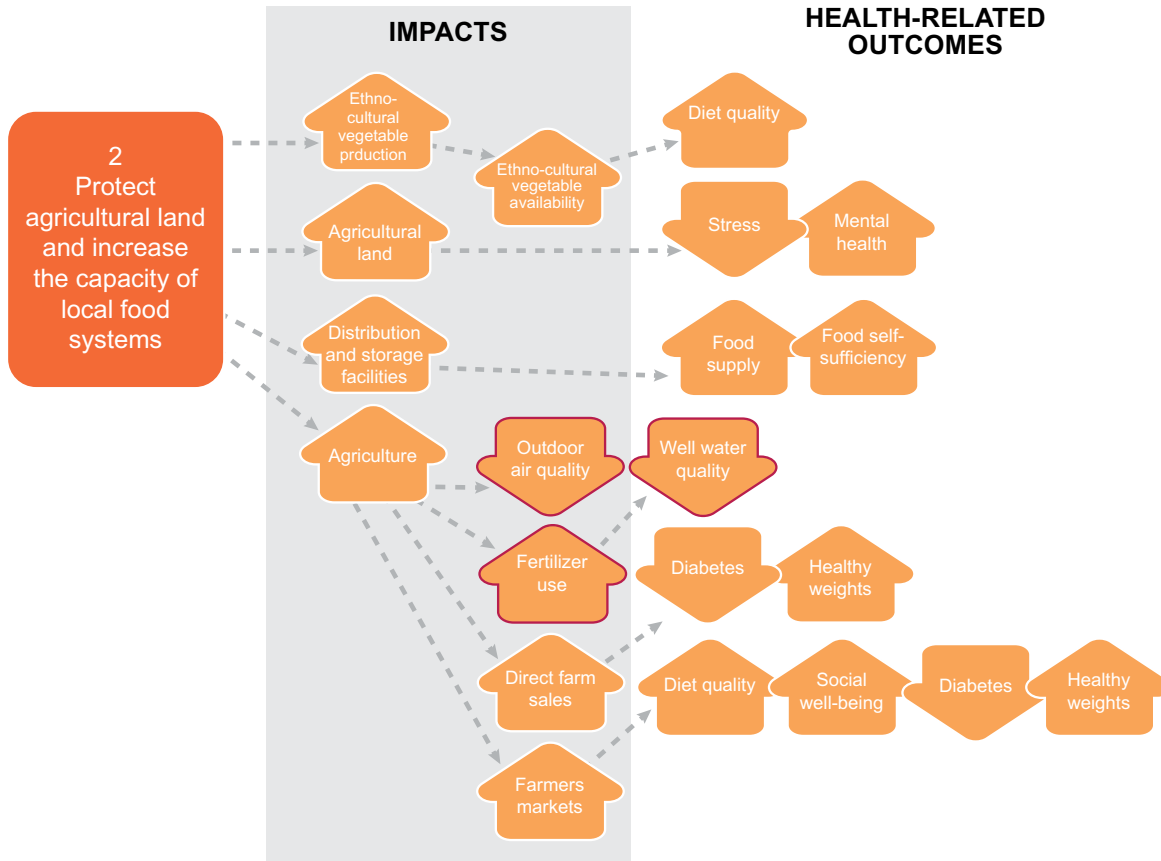 IMPACTS
HEALTH-RELATED
OUTCOMES
2
Protect
agricultural land
and increase
the capacity of
local food
systems
Ethno-
cultural
vegetable
prduction
Ethno-cultural
vegetable
availability
Diet quality
Agricultural
land
Stress
Mental
health
Distribution
and storage
facilities
Food
supply
Food self-
sufficiency
Agriculture
Outdoor
air quality
Well water
quality
Fertilizer
use
Diabetes
Healthy
weights
Direct farm
sales
Diet quality
Social
well-being
Diabetes
Healthy
weights
Farmers
markets